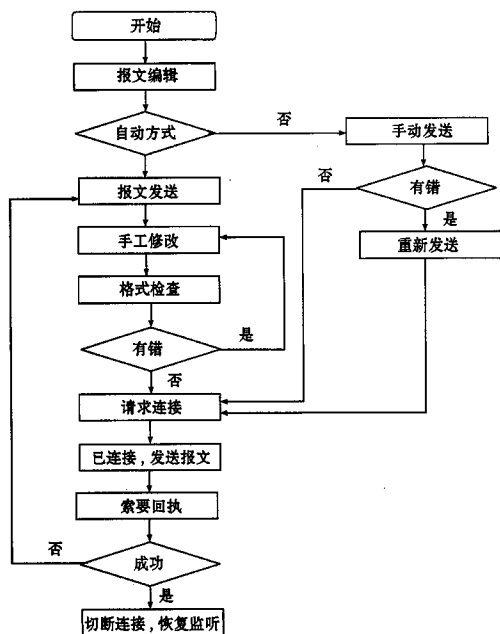 开始
报文编辑
自动方式
否
手动发送
报文发送
否
有错
是
手工修改
重新发送
格式检查
有错
是
否
请求连接
已连接，发送报文
索要回执
否
成功
是
切断连接，恢复监听